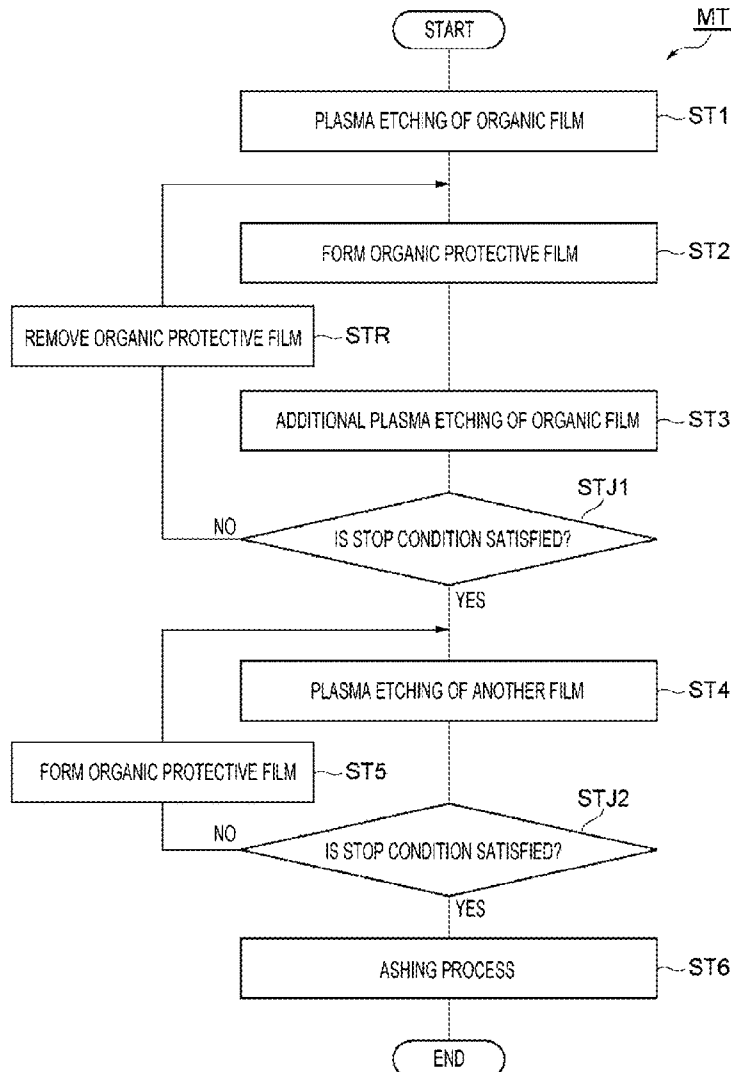 MT
START
PLASMA ETCHING OF ORGANIC FILM
ST1
FORM ORGANIC PROTECTIVE FILM
ST2
REMOVE ORGANIC PROTECTIVE FILM
STR
ADDITIONAL PLASMA ETCHING OF ORGANIC FILM
ST3
STJ1
NO
IS STOP CONDITION SATISFIED?
YES
PLASMA ETCHING OF ANOTHER FILM
ST4
FORM ORGANIC PROTECTIVE FILM
ST5
STJ2
NO
IS STOP CONDITION SATISFIED?
YES
ASHING PROCESS
ST6
END